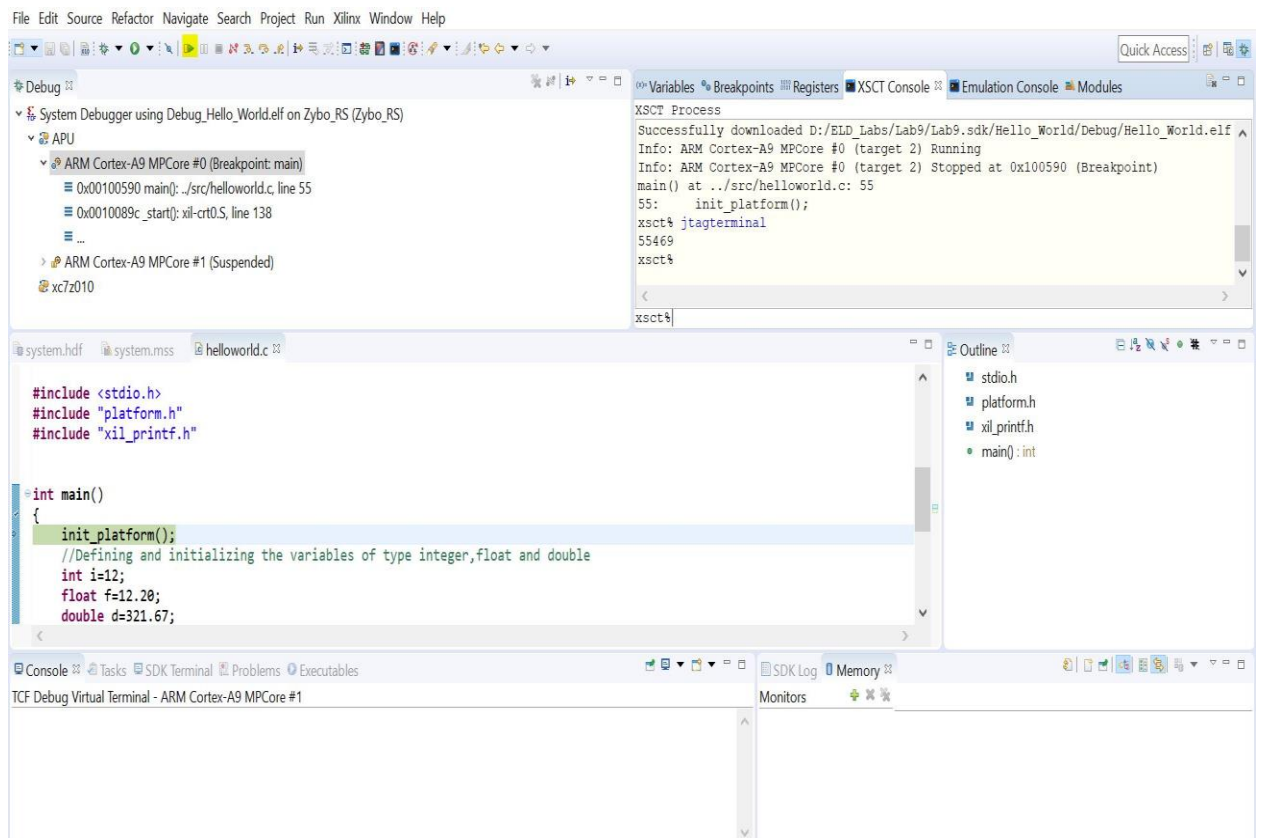 File Edit Source Refactor Navigate Search Project Run Xilinx Window Help
Quick Access
Debug
System Debugger using Debug_Hello_World.elf on Zybo_RS (Zybo_RS)
APU
ARM Cortex-A9 MPCore #0 (Breakpoint: main)
0x00100590 main(): ../src/helloworld.c, line 55
0x0010089c _start(): xil-crt0.S, line 138
...
ARM Cortex-A9 MPCore #1 (Suspended)
xc7z010
Variables Breakpoints Registers XSCT Console Emulation Console Modules
XSCT Process
Successfully downloaded D:/ELD_Labs/Lab9/Lab9.sdk/Hello_World/Debug/Hello_World.elf
Info: ARM Cortex-A9 MPCore #0 (target 2) Running
Info: ARM Cortex-A9 MPCore #0 (target 2) Stopped at 0x100590 (Breakpoint)
main() at ../src/helloworld.c: 55
55: init_platform();
xsct% jtagterminal
55469
xsct%
xsct%
system.hdf system.mss helloworld.c
#include <stdio.h>
#include "platform.h"
#include "xil_printf.h"
int main()
{
init_platform();
//Defining and initializing the variables of type integer,float and double
int i=12;
float f=12.20;
double d=321.67;
Outline
stdio.h
platform.h
xil_printf.h
main() : int
Console Tasks SDK Terminal Problems Executables
TCF Debug Virtual Terminal - ARM Cortex-A9 MPCore #1
SDK Log Memory
Monitors